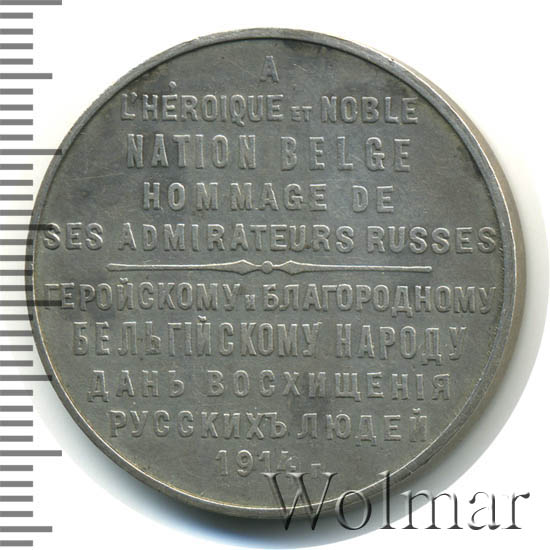 A
L'HÉROIQUE ET NOBLE
NATION BELGE
HOMMAGE DE
SES ADMIRATEURS RUSSES
ГЕРОЙСКОМУ И БЛАГОРОДНОМУ
БЕЛЬГІЙСКОМУ НАРОДУ
ДАНЬ ВОСХИЩЕНІЯ
РУССКИХЪ ЛЮДЕЙ
1914 г.
Wolmar